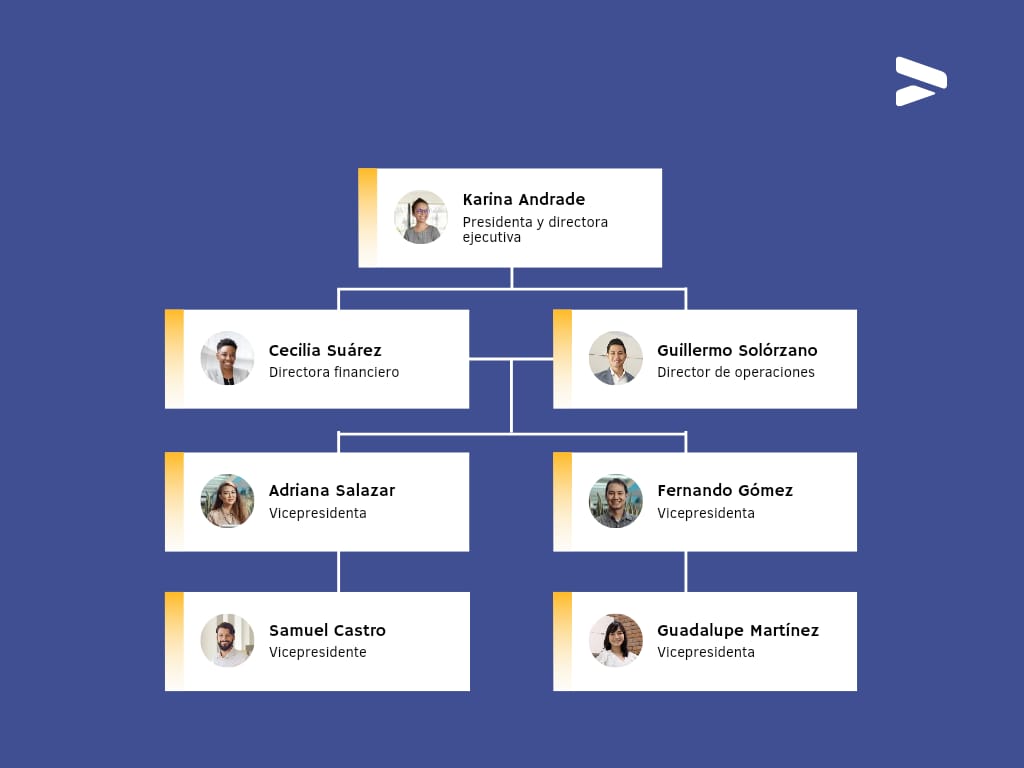 Karina Andrade
Presidenta y directora
ejecutiva
Cecilia Suárez
Directora financiero
Guillermo Solórzano
Director de operaciones
Adriana Salazar
Vicepresidenta
Fernando Gómez
Vicepresidenta
Samuel Castro
Vicepresidente
Guadalupe Martínez
Vicepresidenta